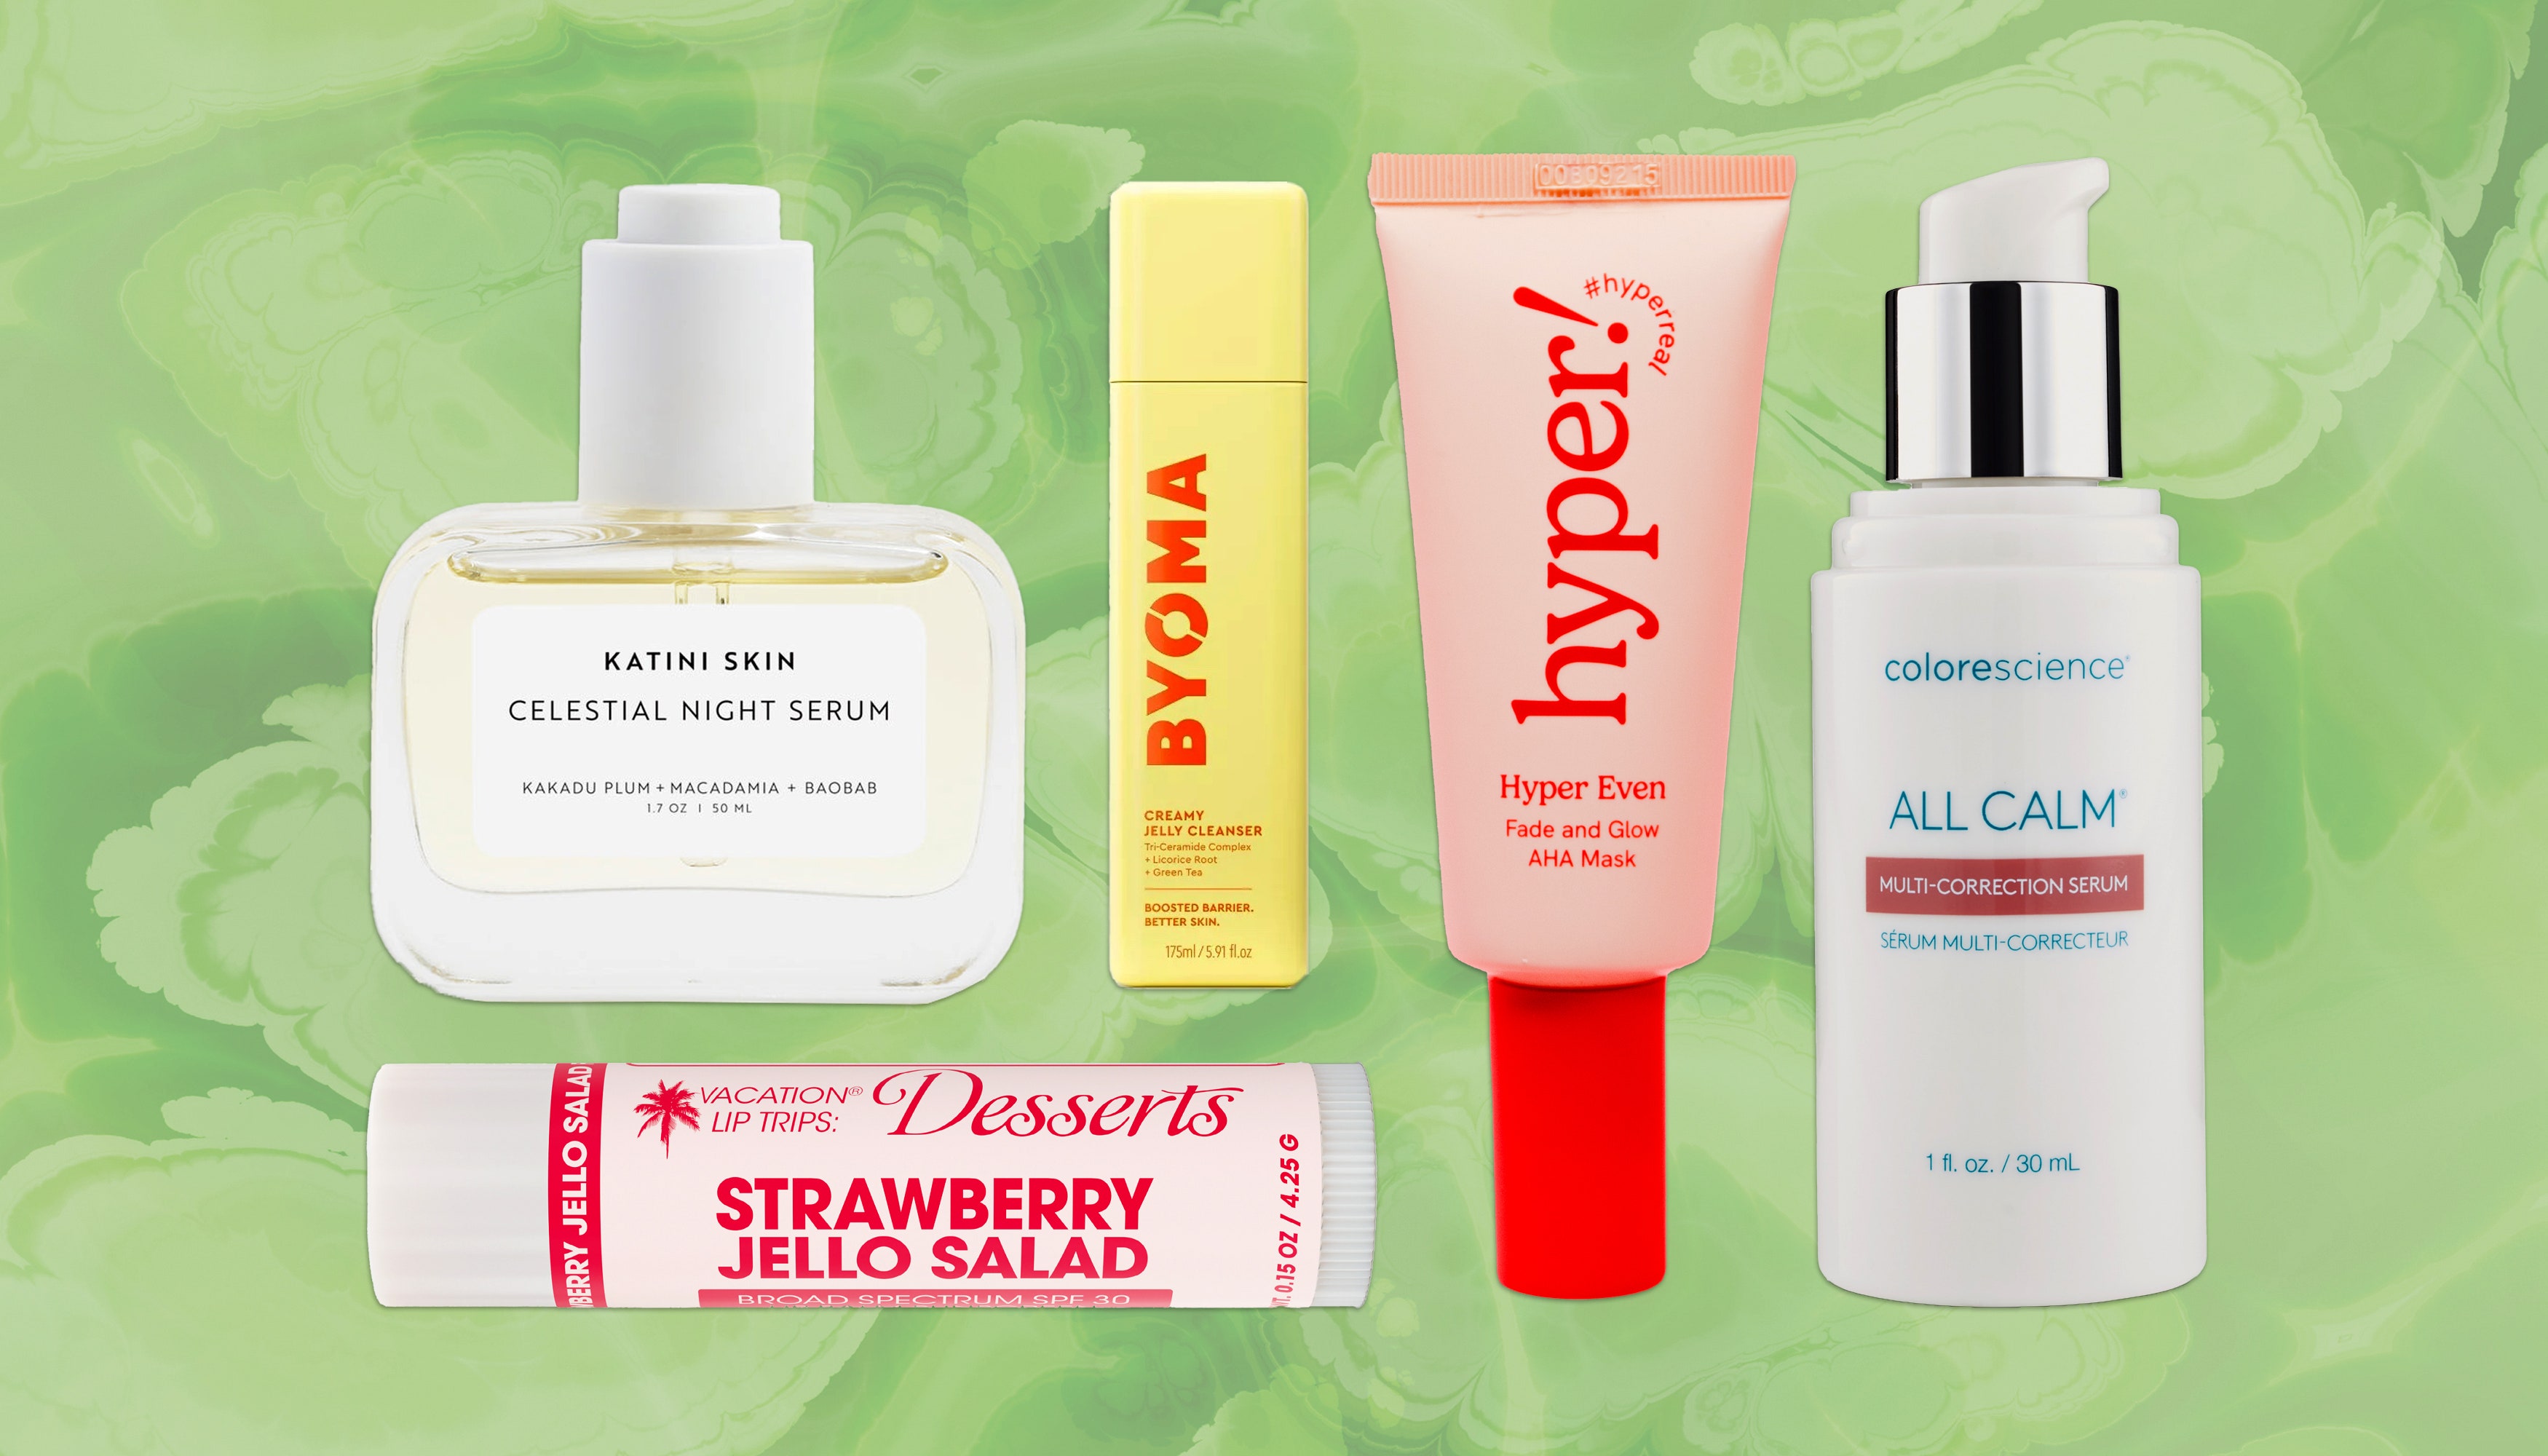 KATINI SKIN
CELESTIAL NIGHT SERUM
KAKADU PLUM + MACADAMIA + BAOBAB
1.7 OZ | 50 ML
BYOMA
CREAMY
JELLY CLEANSER
Tri-Ceramide Complex
+ Licorice Root
+ Green Tea
BOOSTED BARRIER.
BETTER SKIN.
175ml / 5.91 fl.oz
hyper!
#hyperreal
Hyper Even
Fade and Glow
AHA Mask
colorescience®
ALL CALM®
MULTI-CORRECTION SERUM
SÉRUM MULTI-CORRECTEUR
1 fl. oz. / 30 mL
JELLO SALAD
VACATION®
LIP TRIPS:
Desserts
STRAWBERRY
JELLO SALAD
BROAD SPECTRUM SPF 30
0.15 OZ / 4.25 G